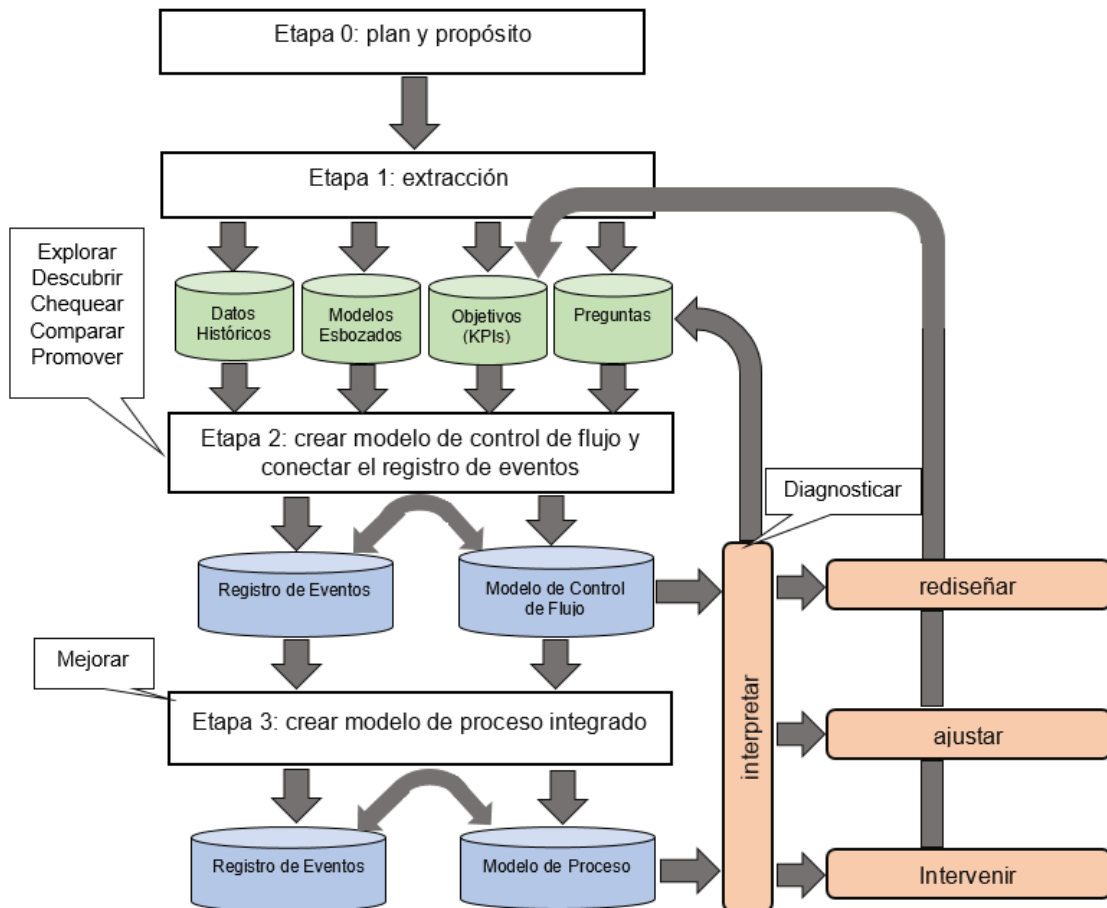 Etapa 0: plan y propósito
Etapa 1: extracción
Explorar
Descubrir
Chequear
Comparar
Promover
Datos
Históricos
Modelos
Esbozados
Objetivos
(KPIs)
Preguntas
Etapa 2: crear modelo de control de flujo y
conectar el registro de eventos
Diagnosticar
Registro de Eventos
Modelo de Control
de Flujo
rediseñar
Mejorar
Etapa 3: crear modelo de proceso integrado
interpretar
ajustar
Registro de Eventos
Modelo de Proceso
Intervenir